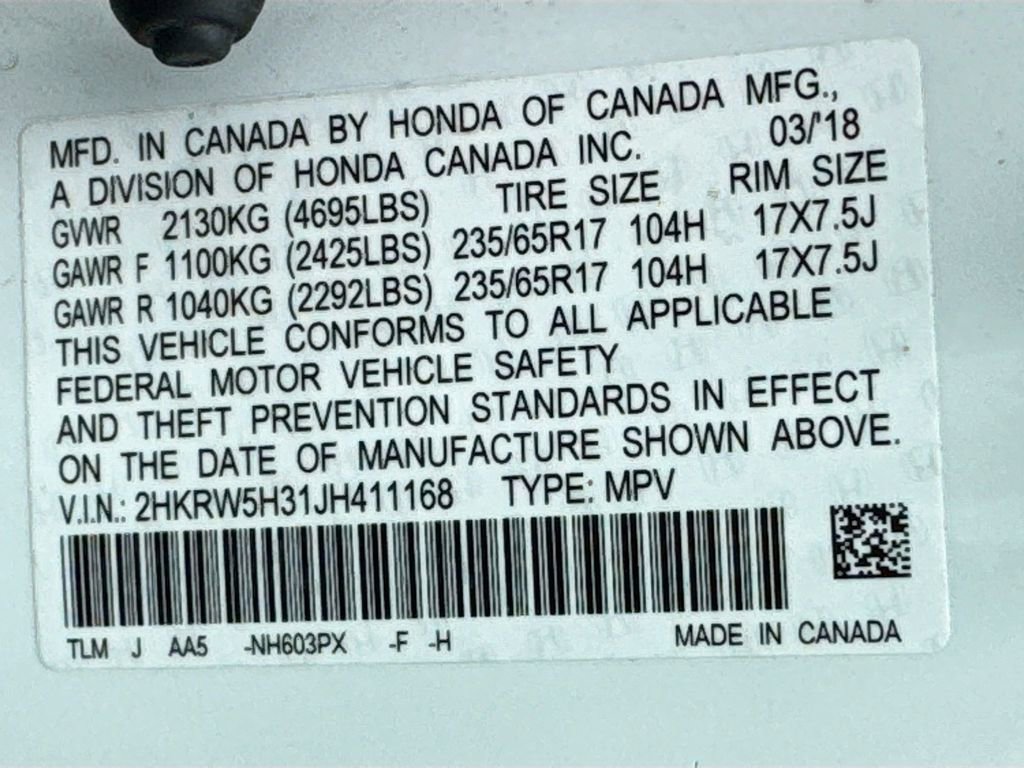 MFD. IN CANADA BY HONDA OF CANADA MFG.,
A DIVISION OF HONDA CANADA INC. 03/'18
GVWR 2130KG (4695LBS) TIRE SIZE RIM SIZE
GAWR F 1100KG (2425LBS) 235/65R17 104H 17X7.5J
GAWR R 1040KG (2292LBS) 235/65R17 104H 17X7.5J
THIS VEHICLE CONFORMS TO ALL APPLICABLE
FEDERAL MOTOR VEHICLE SAFETY
AND THEFT PREVENTION STANDARDS IN EFFECT
ON THE DATE OF MANUFACTURE SHOWN ABOVE.
V.I.N.: 2HKRW5H31JH411168 TYPE: MPV
TLM J AA5 -NH603PX -F -H MADE IN CANADA